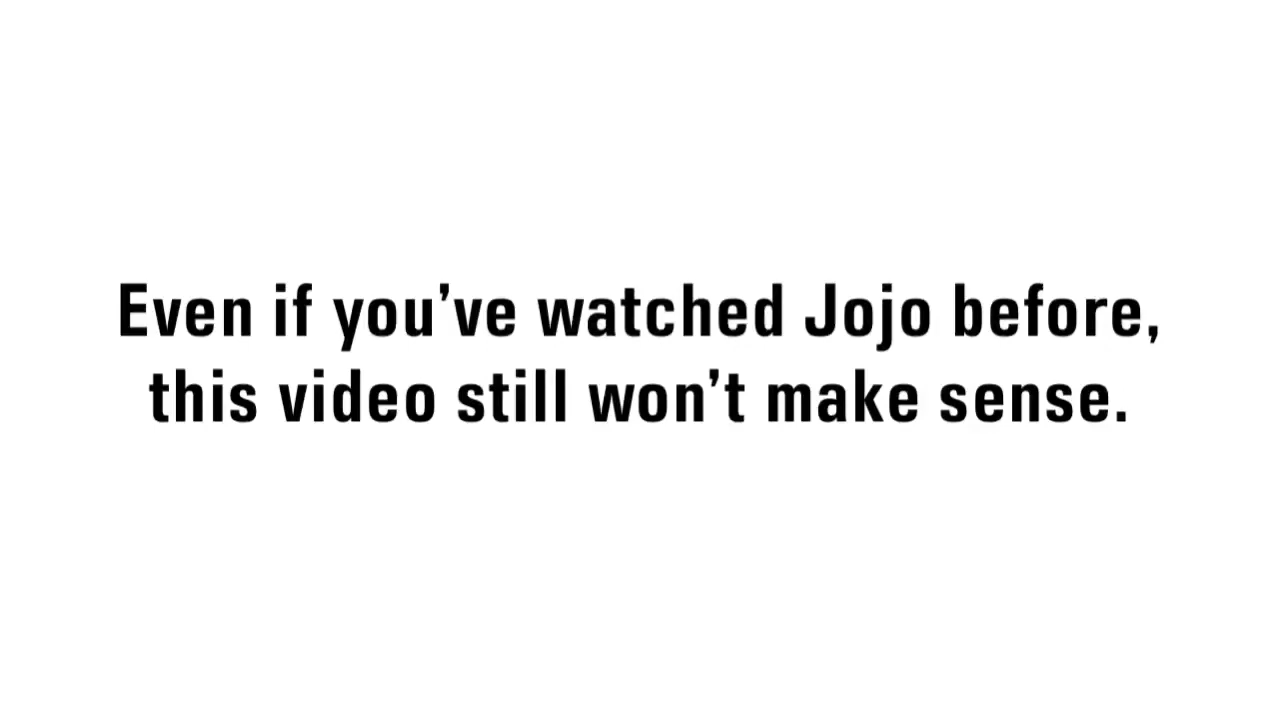 Even if you’ve watched Jojo before,
this video still won’t make sense.